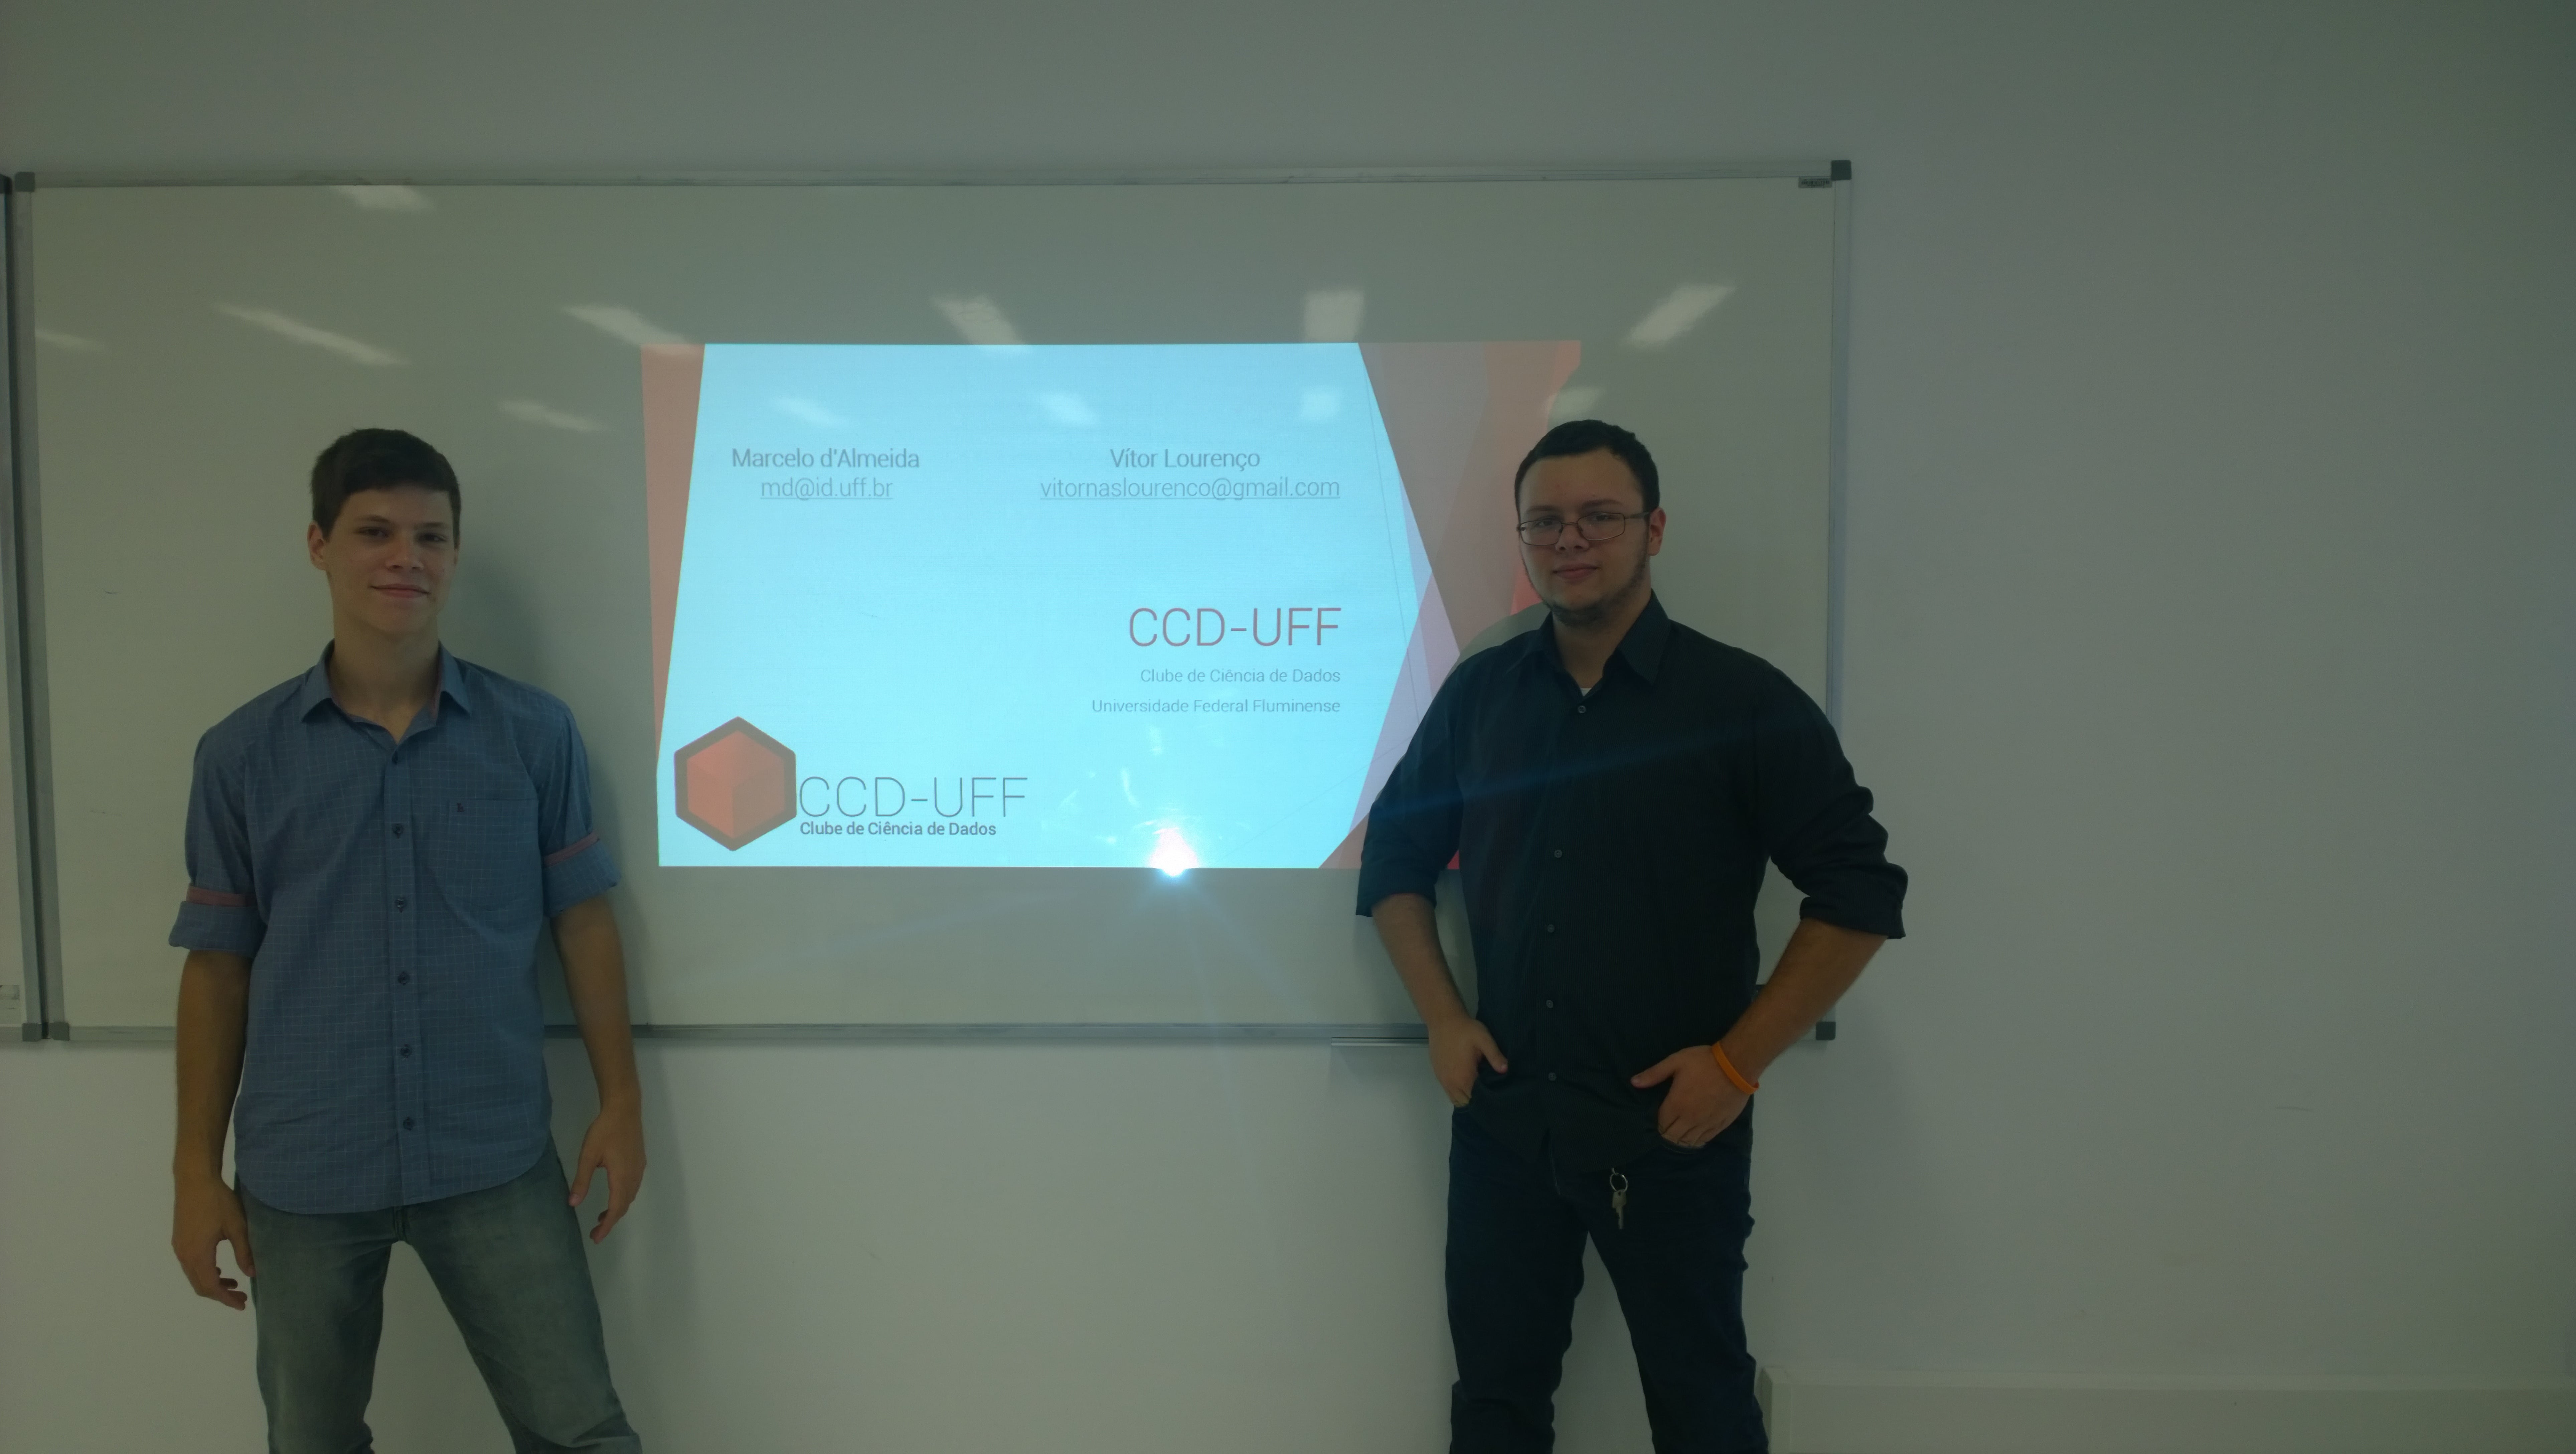 Marcelo d'Almeida
md@id.uff.br
Vítor Lourenço
vitornaslourenco@gmail.com
CCD-UFF
Clube de Ciência de Dados
Universidade Federal Fluminense
CCD-UFF
Clube de Ciência de Dados